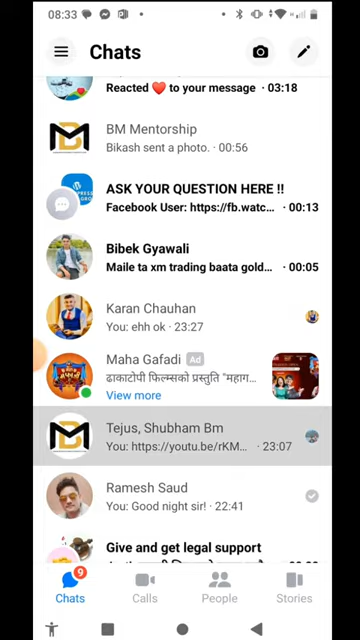 08:33
Chats
Reacted ❤ to your message · 03:18
BM Mentorship
Bikash sent a photo. · 00:56
ASK YOUR QUESTION HERE !!
Facebook User: https://fb.watc... · 00:13
Bibek Gyawali
Maile ta xm trading baata gold... · 00:05
Karan Chauhan
You: ehh ok · 23:27
Maha Gafadi Ad
ढाकाटोपी फिल्म्सको प्रस्तुति "महाग...
View more
Tejus, Shubham Bm
You: https://youtu.be/rKM... · 23:07
Ramesh Saud
You: Good night sir! · 22:41
Give and get legal support
9
Chats
Calls
People
Stories